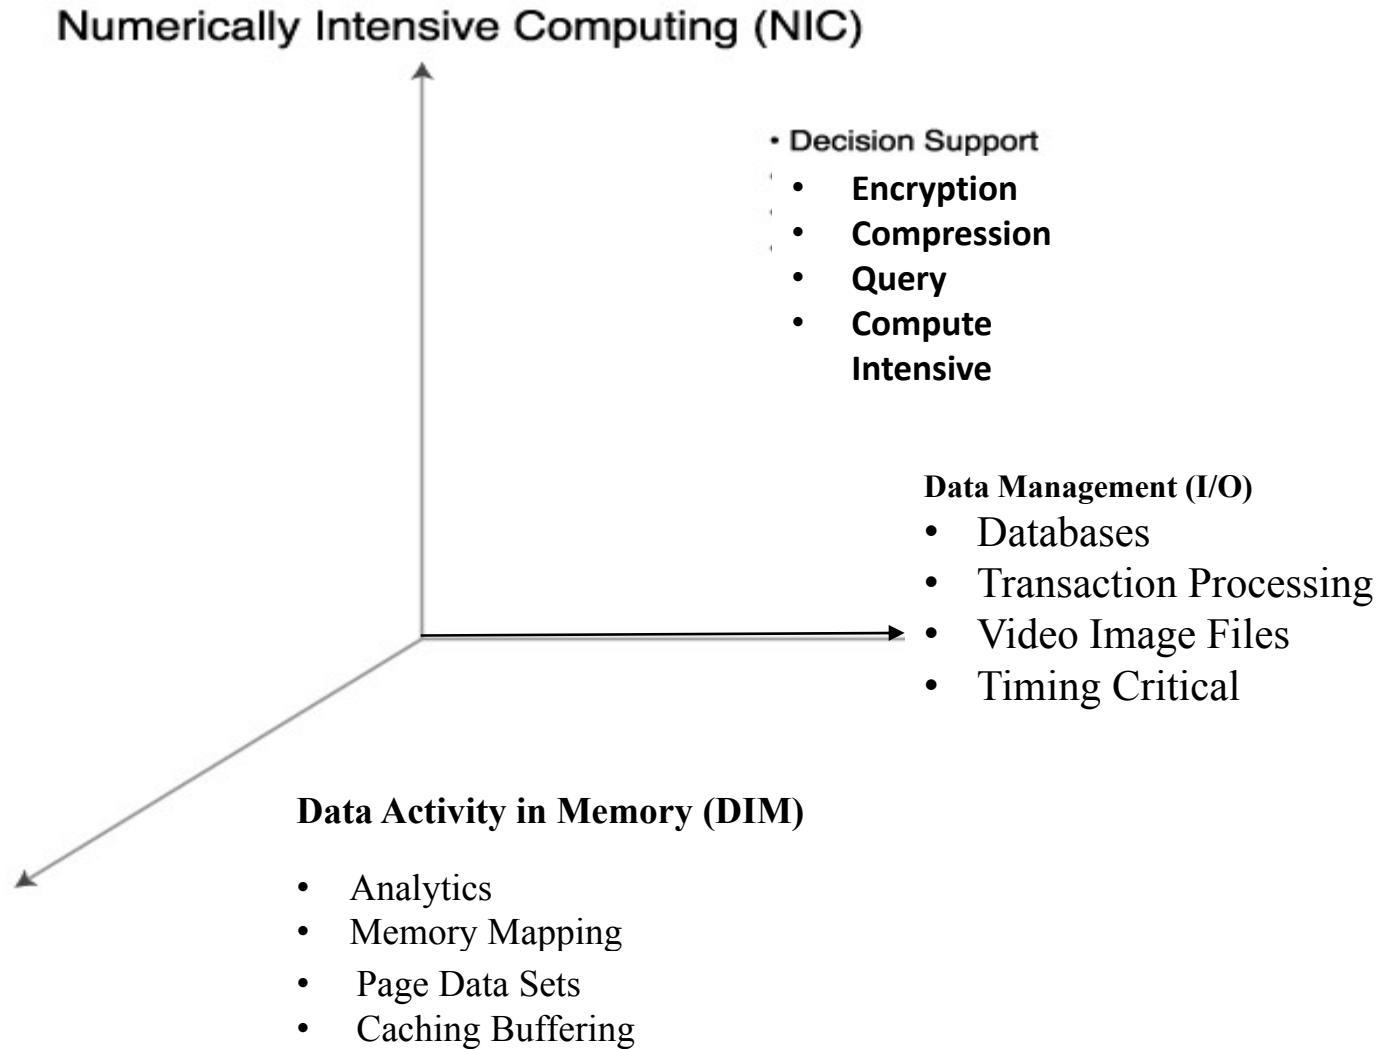 Numerically Intensive Computing (NIC)
• Decision Support
• Encryption
• Compression
• Query
• Compute
Intensive
Data Management (I/O)
• Databases
• Transaction Processing
• Video Image Files
• Timing Critical
Data Activity in Memory (DIM)
• Analytics
• Memory Mapping
• Page Data Sets
• Caching Buffering